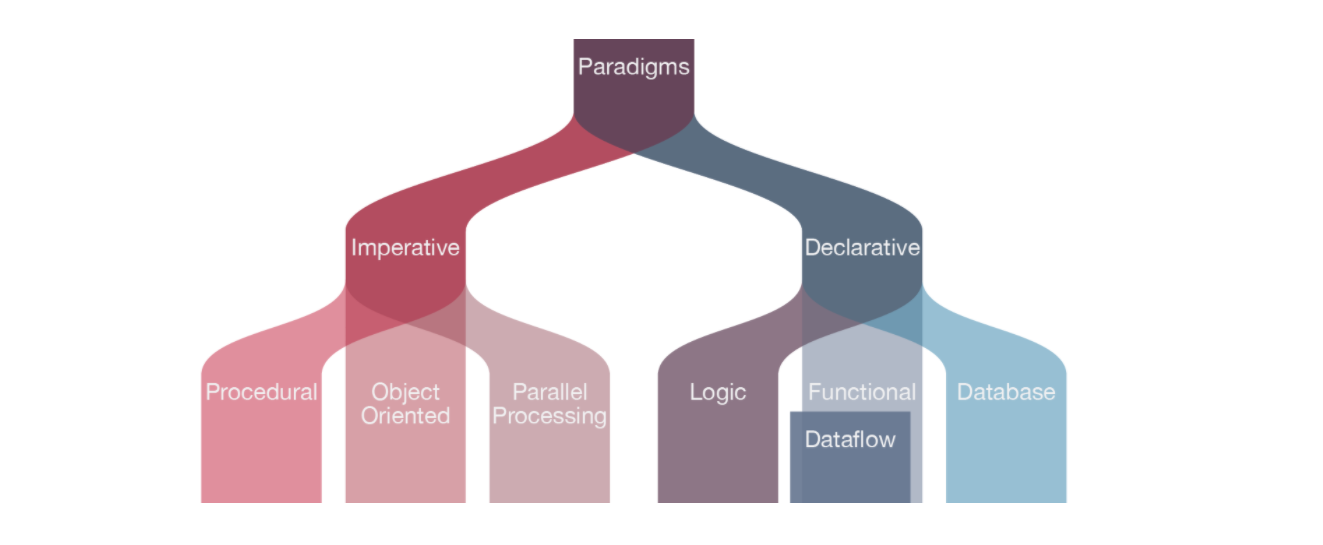 Paradigms
Imperative
Declarative
Procedural
Object
Oriented
Parallel
Processing
Logic
Functional
Database
Dataflow